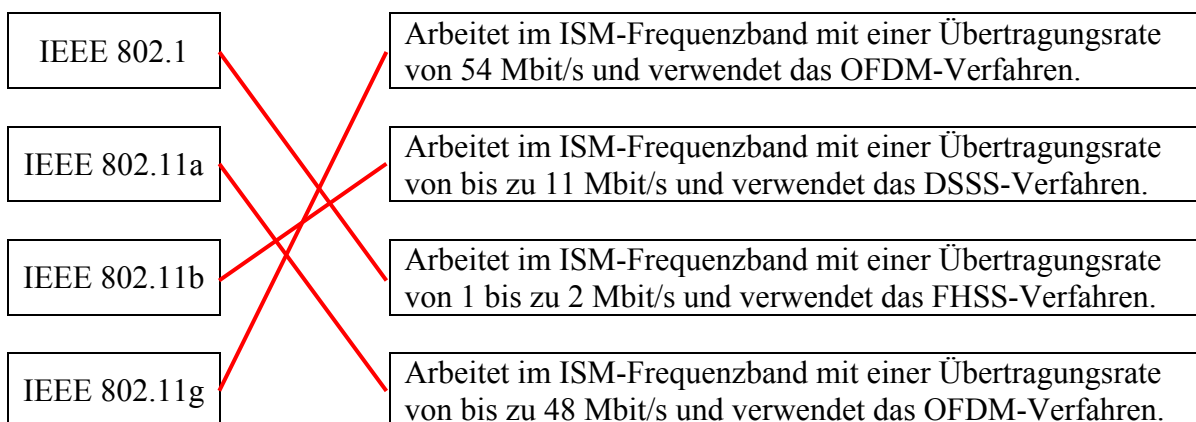 IEEE 802.1
Arbeitet im ISM-Frequenzband mit einer Übertragungsrate
von 54 Mbit/s und verwendet das OFDM-Verfahren.
IEEE 802.11a
Arbeitet im ISM-Frequenzband mit einer Übertragungsrate
von bis zu 11 Mbit/s und verwendet das DSSS-Verfahren.
IEEE 802.11b
Arbeitet im ISM-Frequenzband mit einer Übertragungsrate
von 1 bis zu 2 Mbit/s und verwendet das FHSS-Verfahren.
IEEE 802.11g
Arbeitet im ISM-Frequenzband mit einer Übertragungsrate
von bis zu 48 Mbit/s und verwendet das OFDM-Verfahren.